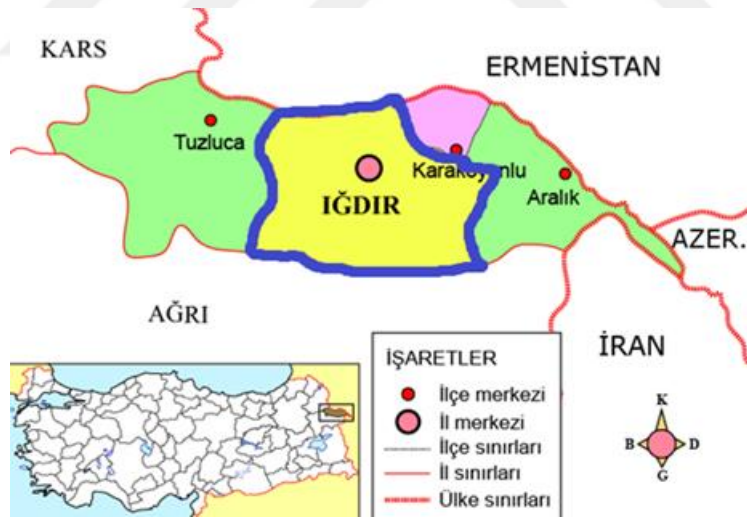 KARS
ERMENİSTAN
Tuzluca
Karakoyunlu
IĞDIR
Aralık
AZER.
AĞRI
İRAN
İŞARETLER
İlçe merkezi
İl merkezi
İlçe sınırları
İl sınırları
Ülke sınırları
K
B
D
G